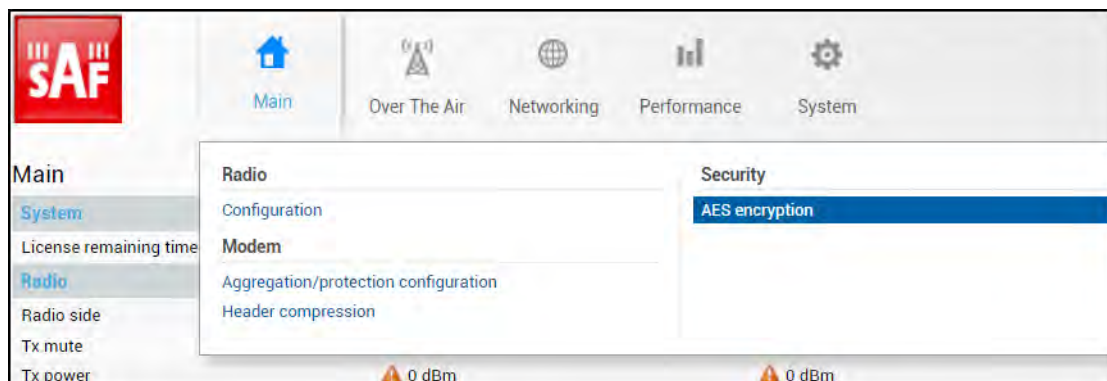 SAF
Main
Over The Air
Networking
Performance
System
Main
System
License remaining time
Radio
Radio side
Tx mute
Tx power
Radio
Configuration
Modem
Aggregation/protection configuration
Header compression
Security
AES encryption
0 dBm
0 dBm